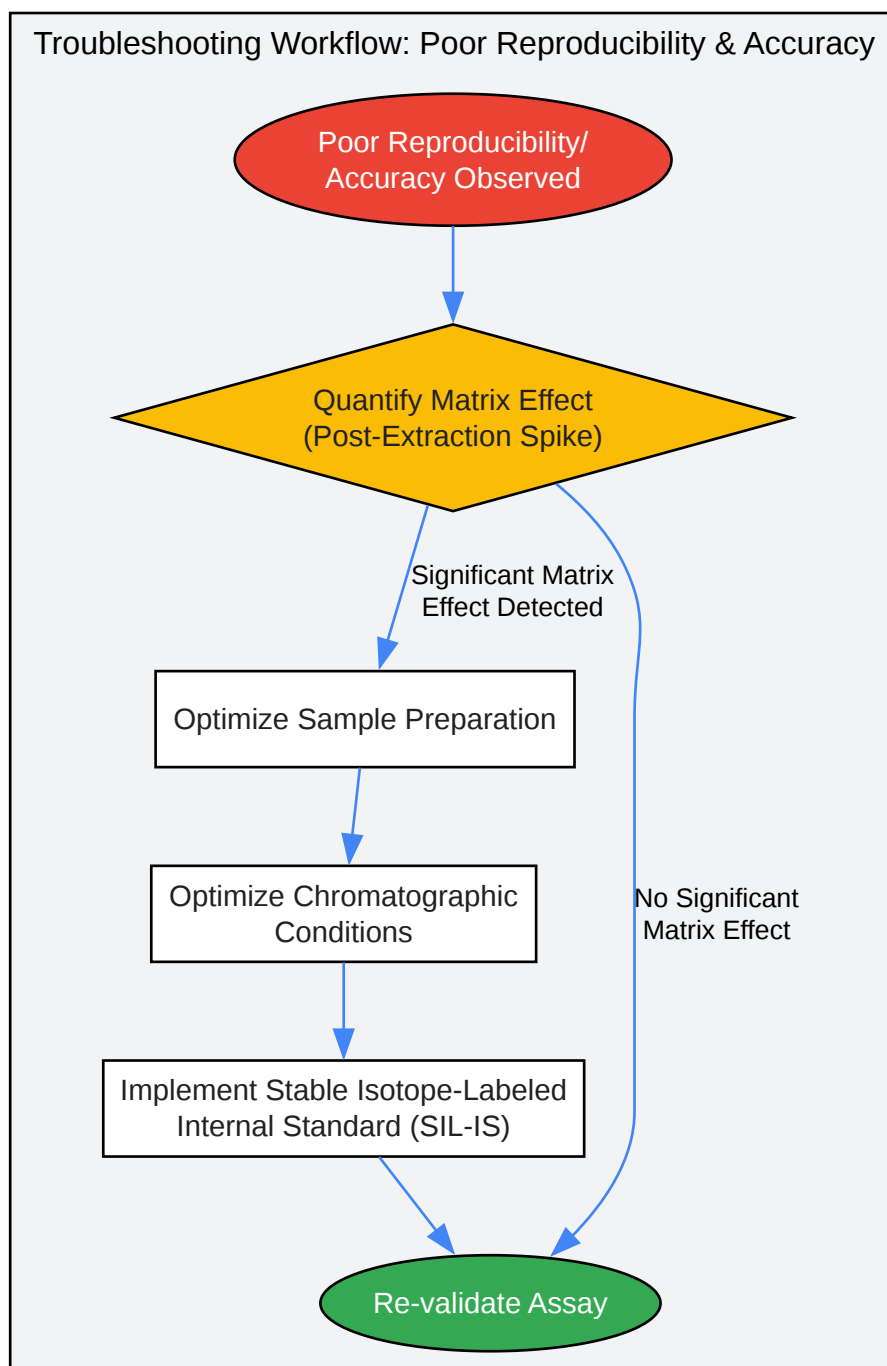 Troubleshooting Workflow: Poor Reproducibility & Accuracy
Poor Reproducibility/
Accuracy Observed
Quantify Matrix Effect
(Post-Extraction Spike)
Significant Matrix
Effect Detected
Optimize Sample Preparation
Optimize Chromatographic
Conditions
No Significant
Matrix Effect
Implement Stable Isotope-Labeled
Internal Standard (SIL-IS)
Re-validate Assay